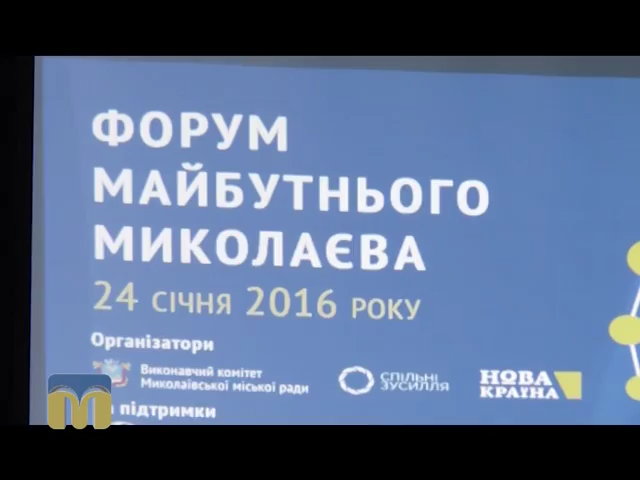 ФОРУМ
МАЙБУТНЬОГО
МИКОЛАЄВА
24 СІЧНЯ 2016 РОКУ
Організатори
Виконавчий комітет
Миколаївської міської ради
СПІЛЬНІ
ЗУСИЛЛЯ
НОВА
КРАЇНА
підтримки